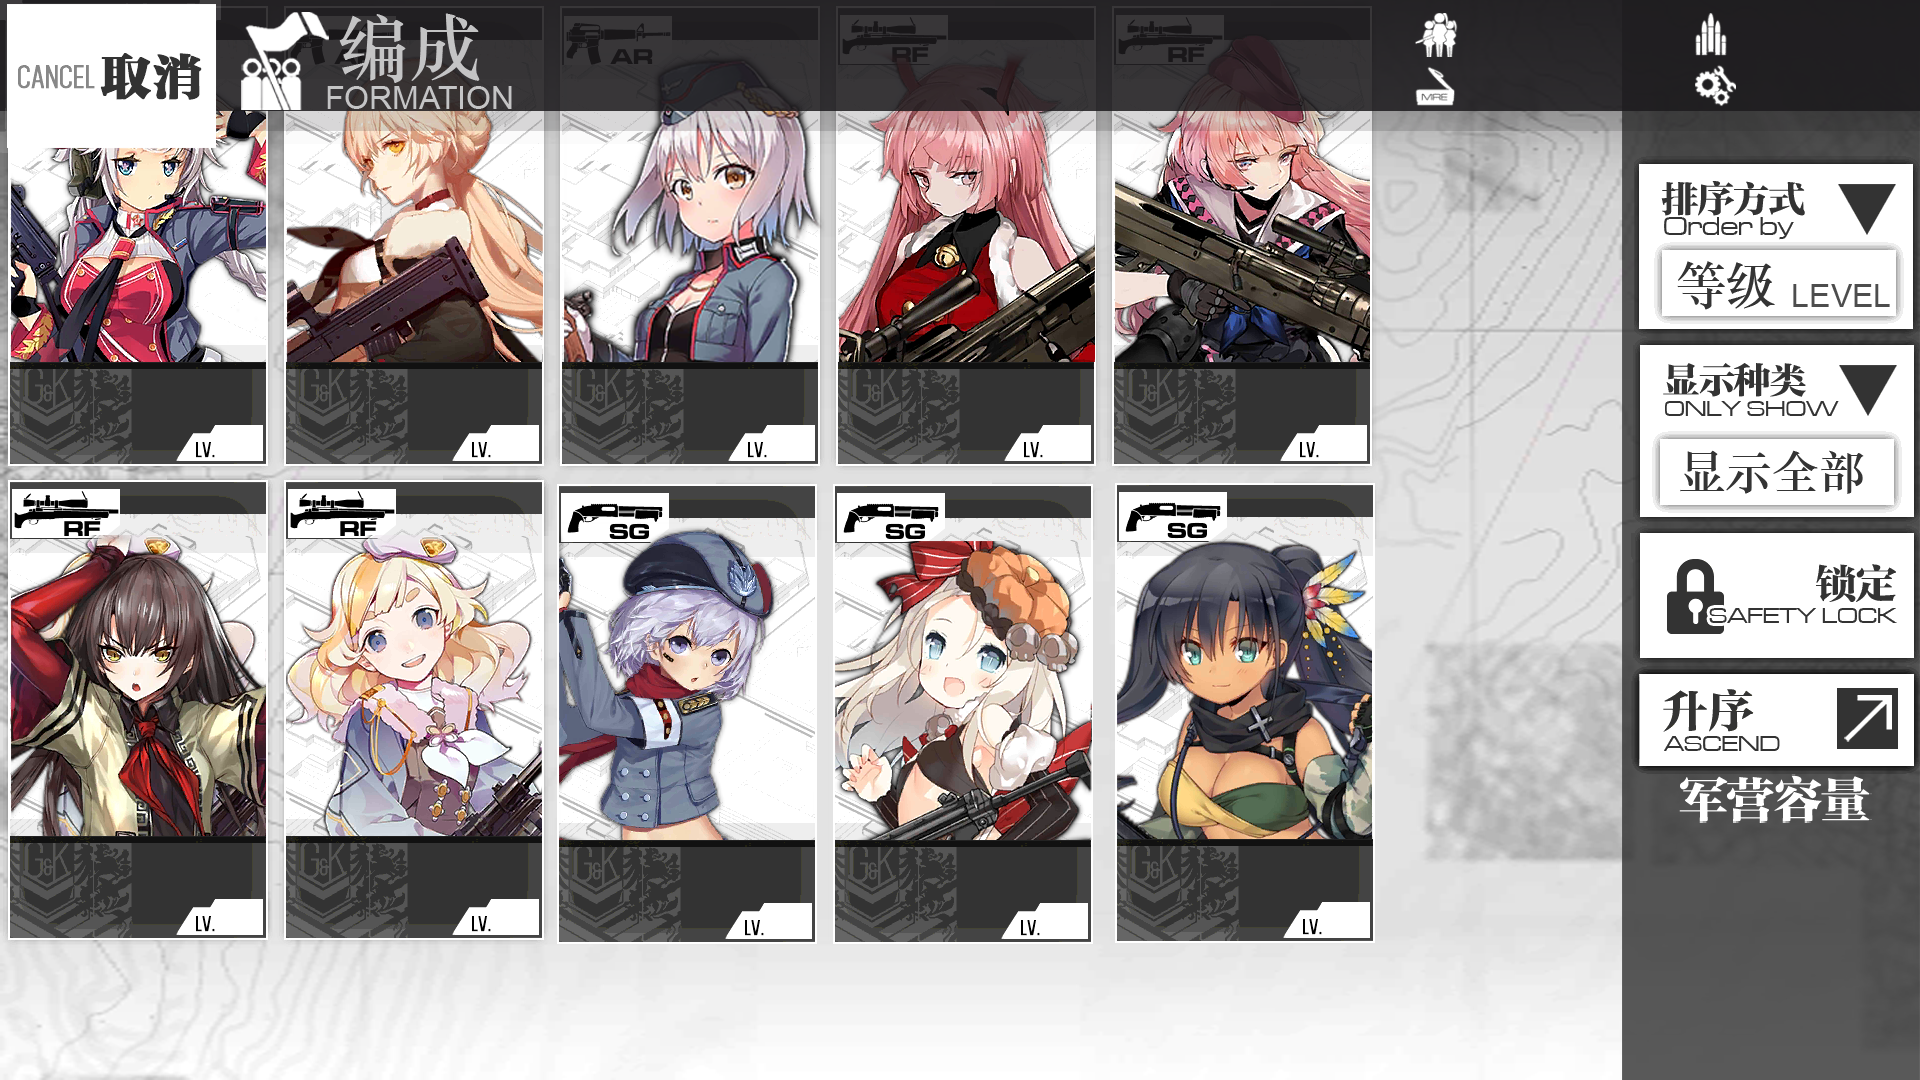 CANCEL 取消
编成
FORMATION
AR
RF
RF
MRE
排序方式
Order by
等级 LEVEL
显示种类
ONLY SHOW
显示全部
锁定
SAFETY LOCK
升序
ASCEND
军营容量
G&K
LV.
G&K
LV.
G&K
LV.
G&K
LV.
G&K
LV.
RF
RF
SG
SG
SG
G&K
LV.
G&K
LV.
G&K
LV.
G&K
LV.
G&K
LV.